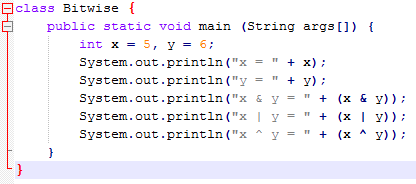 class Bitwise {
    public static void main (String args[]) {
        int x = 5, y = 6;
        System.out.println("x = " + x);
        System.out.println("y = " + y);
        System.out.println("x & y = " + (x & y));
        System.out.println("x | y = " + (x | y));
        System.out.println("x ^ y = " + (x ^ y));
    }
}